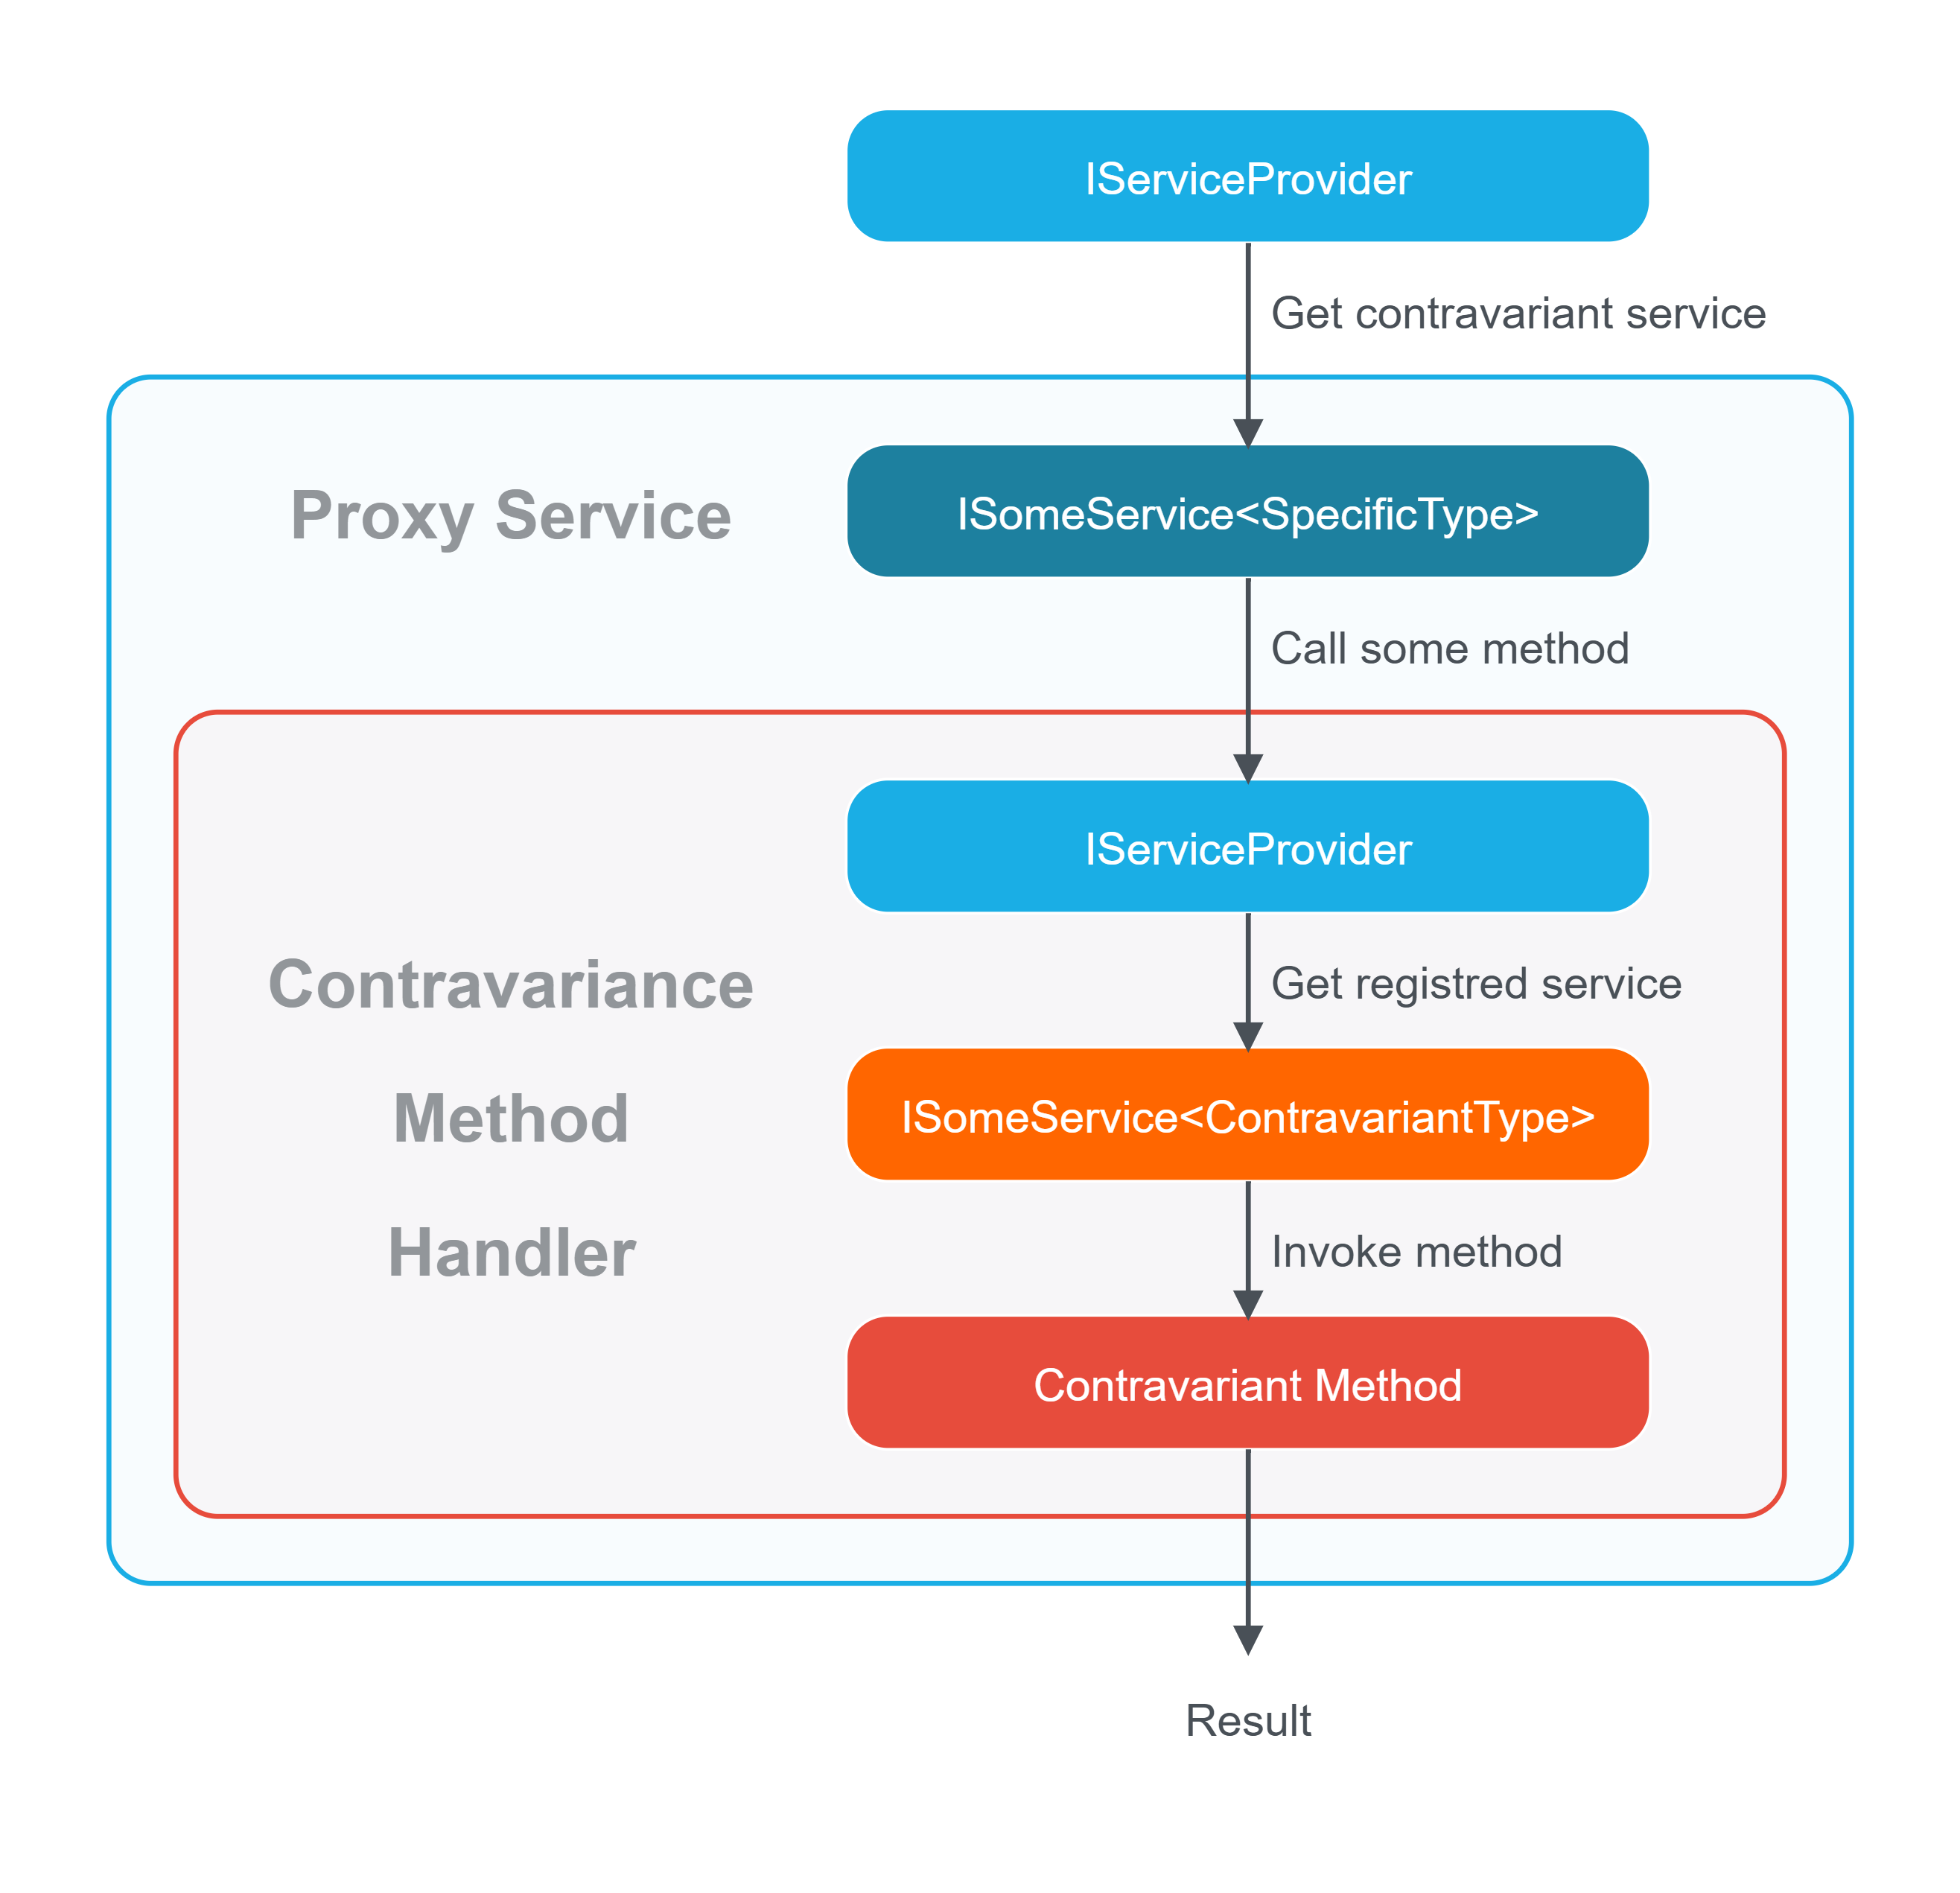 IServiceProvider
Get contravariant service
Proxy Service
ISomeService<SpecificType>
Call some method
IServiceProvider
Contravariance
Get registred service
Method
ISomeService<ContravariantType>
Handler
Invoke method
Contravariant Method
Result